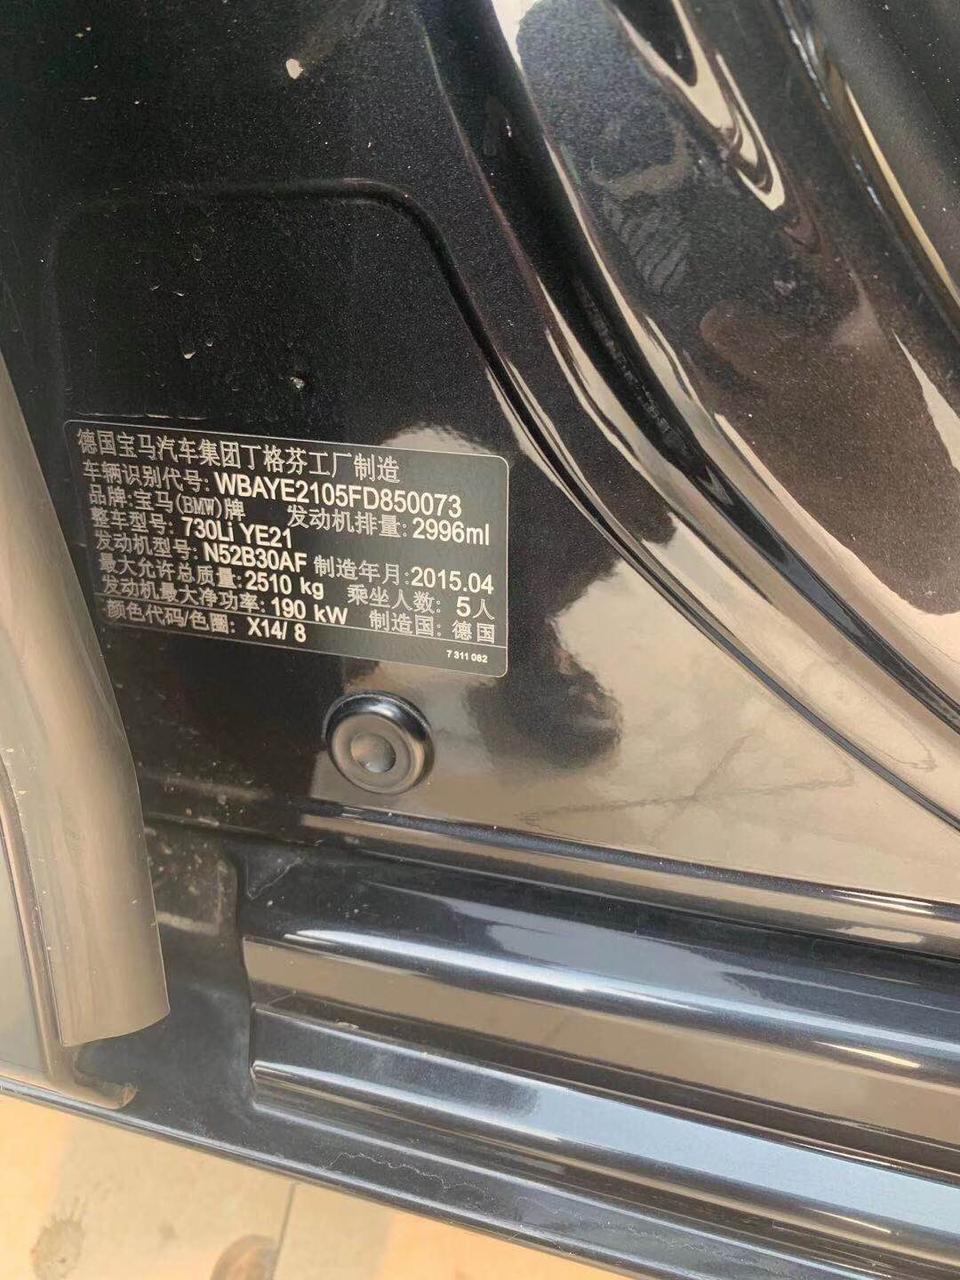 德国宝马汽车集团丁格芬工厂制造
车辆识别代号: WBAYE2105FD850073
品牌:宝马(BMW)牌 发动机排量: 2996ml
整车型号: 730Li YE21
发动机型号: N52B30AF 制造年月:2015.04
最大允许总质量: 2510 kg 乘坐人数: 5人
发动机最大净功率: 190 kW 制造国: 德国
颜色代码/色圈: X14/ 8
7 311 082